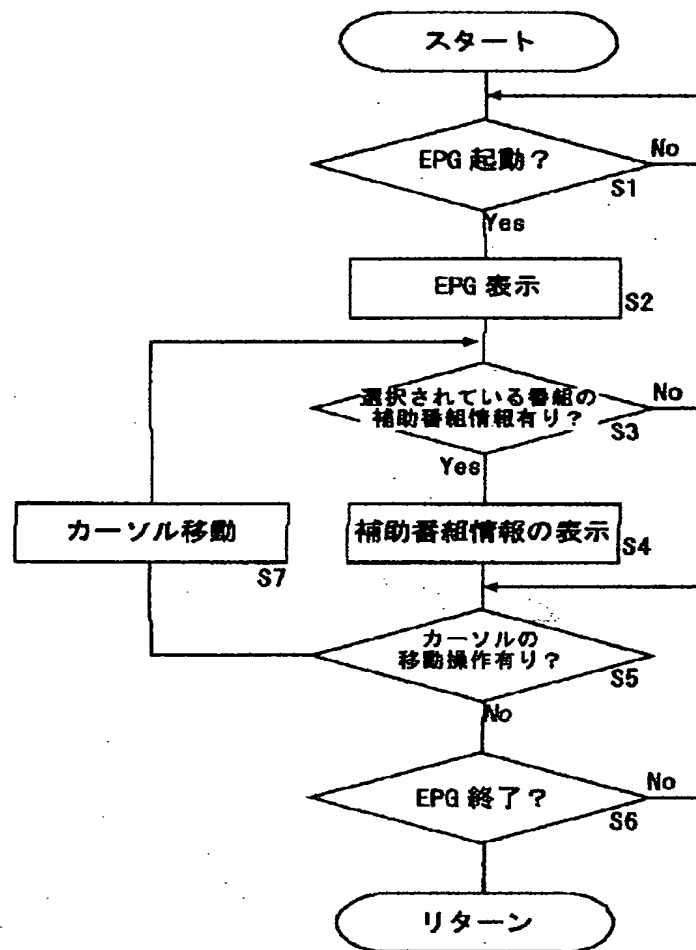 スタート
EPG 起動?
No
S1
Yes
EPG 表示
S2
選択されている番組の
補助番組情報有り?
No
S3
Yes
カーソル移動
S7
補助番組情報の表示
S4
カーソルの
移動操作有り?
S5
No
EPG 終了?
No
S6
リターン